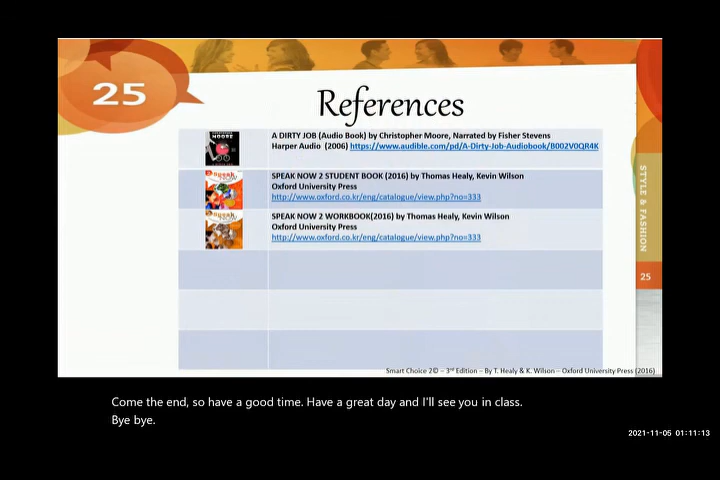 25
References
A DIRTY JOB (Audio Book) by Christopher Moore, Narrated by Fisher Stevens
Harper Audio (2006) https://www.audible.com/pd/A-Dirty-Job-Audiobook/B002V0QR4K
SPEAK NOW 2 STUDENT BOOK (2016) by Thomas Healy, Kevin Wilson
Oxford University Press
http://www.oxford.co.kr/eng/catalogue/view.php?no=333
SPEAK NOW 2 WORKBOOK(2016) by Thomas Healy, Kevin Wilson
Oxford University Press
http://www.oxford.co.kr/eng/catalogue/view.php?no=333
STYLE & FASHION
25
Smart Choice 2© – 3rd Edition – By T. Healy & K. Wilson – Oxford University Press (2016)
Come the end, so have a good time. Have a great day and I'll see you in class.
Bye bye.
2021-11-05 01:11:13